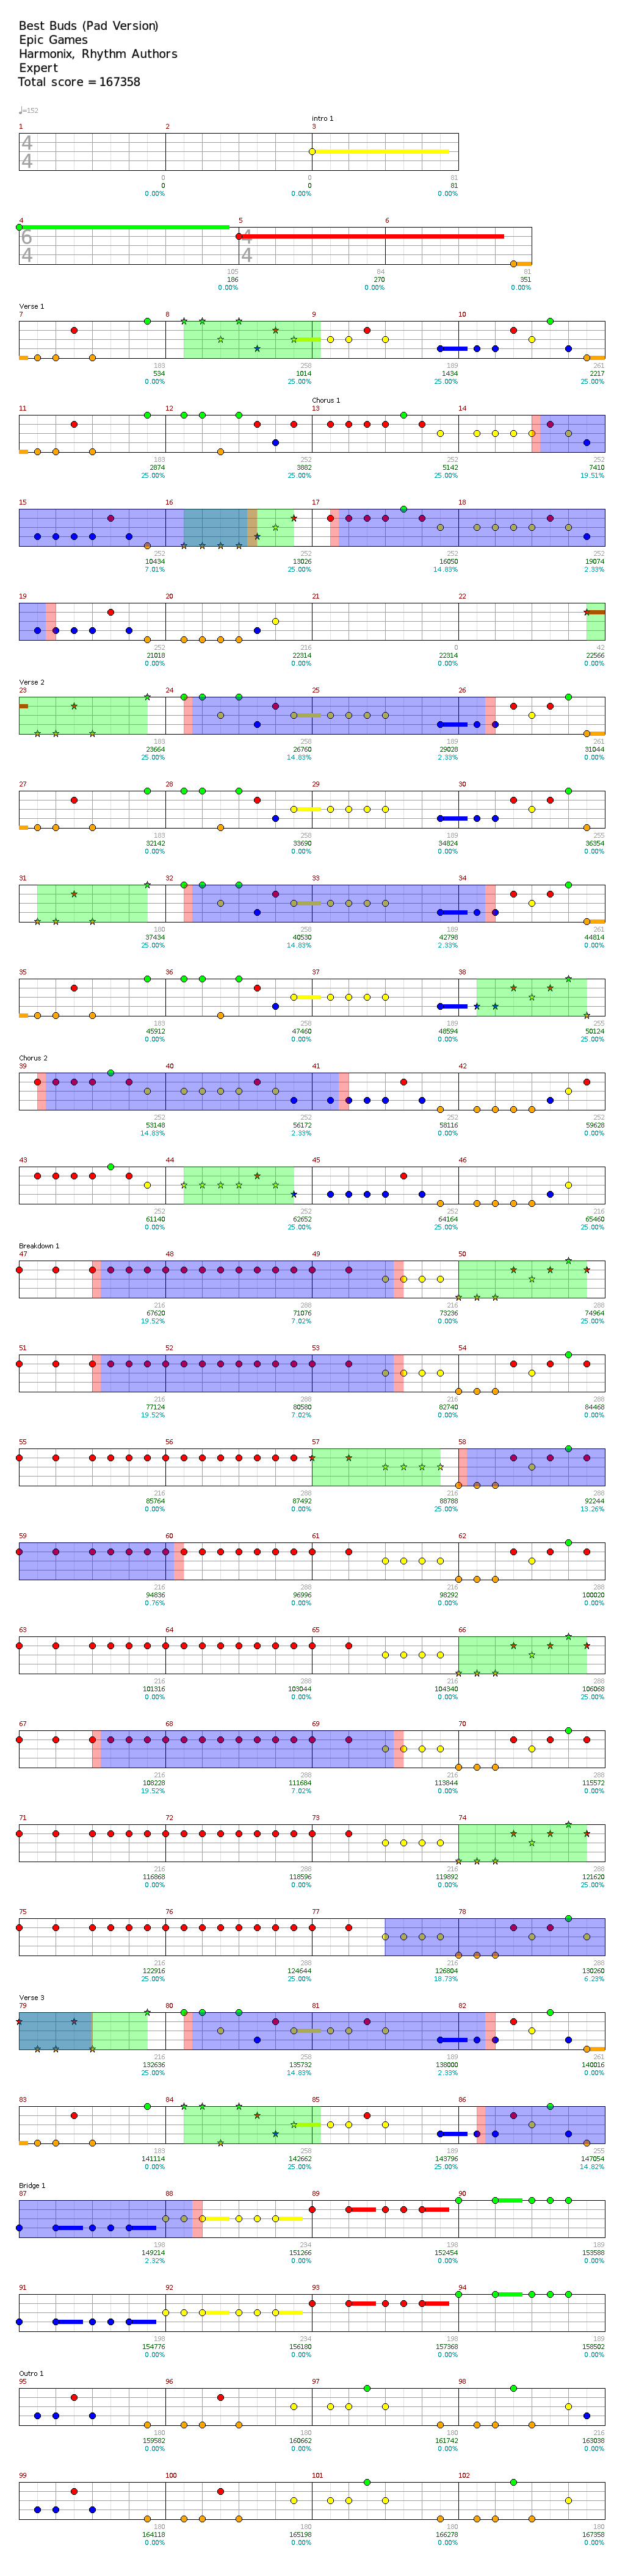 Best Buds (Pad Version)
Epic Games
Harmonix, Rhythm Authors
Expert
Total score = 167358
♩=152
intro 1
1 2 3
4
4
0 0 81
0 0 81
0.00% 0.00% 0.00%
4 5 6
6 4
4 4
105 84 81
186 270 351
0.00% 0.00% 0.00%
Verse 1
7 8 9 10
183 258 189 261
534 1014 1434 2217
0.00% 25.00% 25.00% 25.00%
Chorus 1
11 12 13 14
183 252 252 252
2874 3882 5142 7410
25.00% 25.00% 25.00% 19.51%
15 16 17 18
252 252 252 252
10434 13026 16050 19074
7.01% 25.00% 14.83% 2.33%
19 20 21 22
252 216 0 42
21018 22314 22314 22566
0.00% 0.00% 0.00% 0.00%
Verse 2
23 24 25 26
183 258 189 261
23664 26760 29028 31044
25.00% 14.83% 2.33% 0.00%
27 28 29 30
183 258 189 255
32142 33690 34824 36354
0.00% 0.00% 0.00% 0.00%
31 32 33 34
180 258 189 261
37434 40530 42798 44814
25.00% 14.83% 2.33% 0.00%
35 36 37 38
183 258 189 255
45912 47460 48594 50124
0.00% 0.00% 0.00% 25.00%
Chorus 2
39 40 41 42
252 252 252 252
53148 56172 58116 59628
14.83% 2.33% 0.00% 0.00%
43 44 45 46
252 252 252 216
61140 62652 64164 65460
0.00% 25.00% 25.00% 25.00%
Breakdown 1
47 48 49 50
216 288 216 288
67620 71076 73236 74964
19.52% 7.02% 0.00% 25.00%
51 52 53 54
216 288 216 288
77124 80580 82740 84468
19.52% 7.02% 0.00% 0.00%
55 56 57 58
216 288 216 288
85764 87492 88788 92244
0.00% 0.00% 25.00% 13.26%
59 60 61 62
216 288 216 288
94836 96996 98292 100020
0.76% 0.00% 0.00% 0.00%
63 64 65 66
216 288 216 288
101316 103044 104340 106068
0.00% 0.00% 0.00% 25.00%
67 68 69 70
216 288 216 288
108228 111684 113844 115572
19.52% 7.02% 0.00% 0.00%
71 72 73 74
216 288 216 288
116868 118596 119892 121620
0.00% 0.00% 0.00% 25.00%
75 76 77 78
216 288 216 288
122916 124644 126804 130260
25.00% 25.00% 18.73% 6.23%
Verse 3
79 80 81 82
216 258 189 261
132636 135732 138000 140016
25.00% 14.83% 2.33% 0.00%
83 84 85 86
183 258 189 255
141114 142662 143796 147054
0.00% 25.00% 25.00% 14.82%
Bridge 1
87 88 89 90
198 234 198 189
149214 151266 152454 153588
2.32% 0.00% 0.00% 0.00%
91 92 93 94
198 234 198 189
154776 156180 157368 158502
0.00% 0.00% 0.00% 0.00%
Outro 1
95 96 97 98
180 180 180 216
159582 160662 161742 163038
0.00% 0.00% 0.00% 0.00%
99 100 101 102
180 180 180 180
164118 165198 166278 167358
0.00% 0.00% 0.00% 0.00%